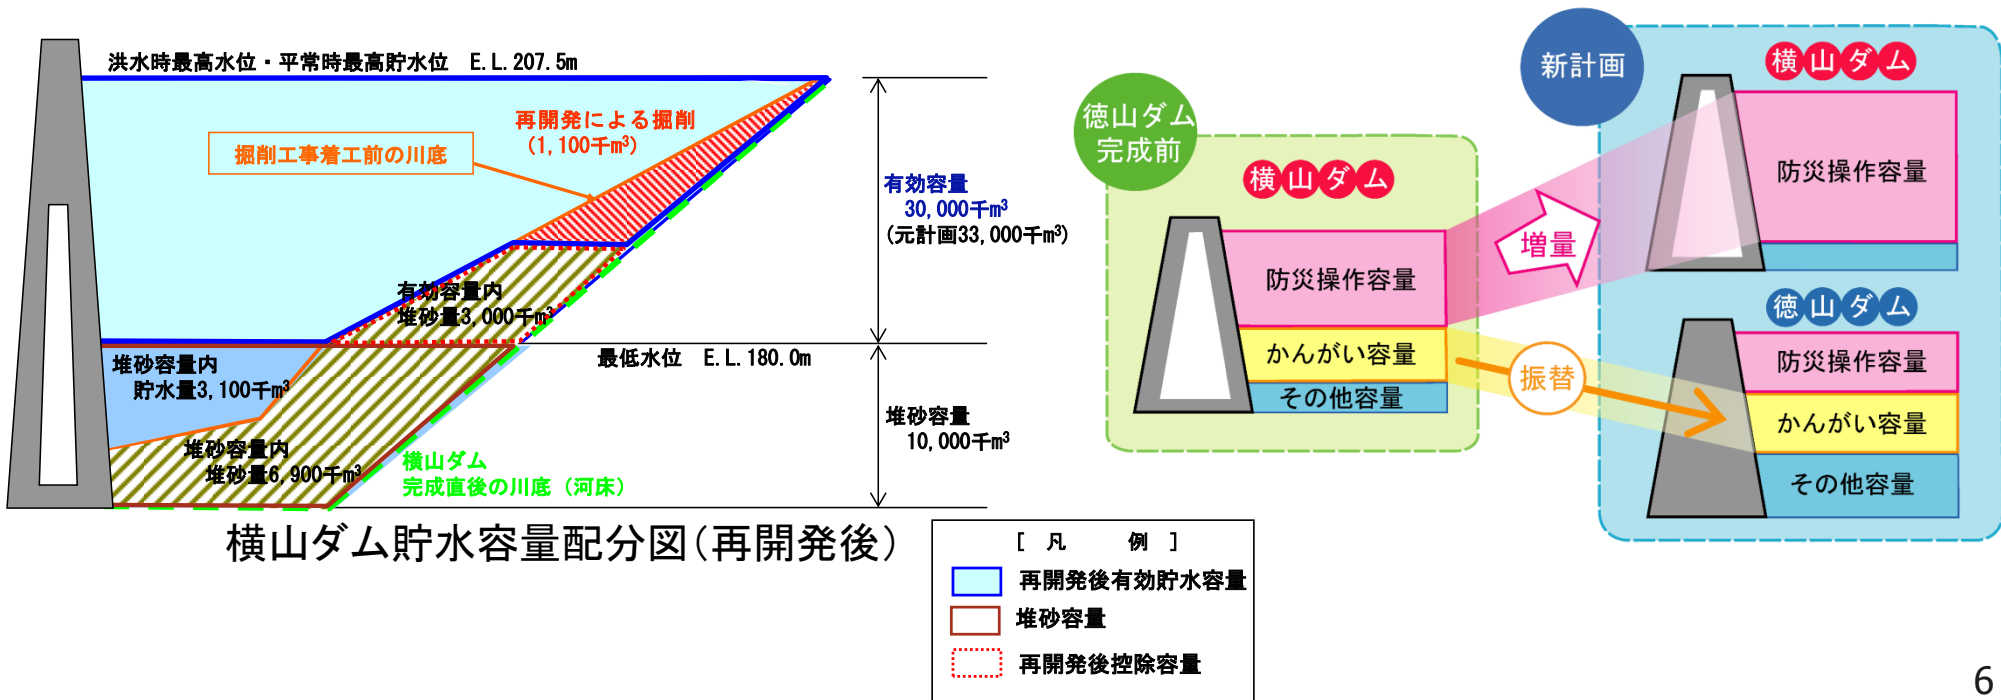 洪水時最高水位・平常時最高貯水位 E.L.207.5m
再開発による掘削
(1,100千m³)
掘削工事着工前の川底
有効容量
30,000千m³
(元計画33,000千m³)
有効容量内
堆砂量3,000千m³
堆砂容量内
貯水量3,100千m³
最低水位 E.L.180.0m
堆砂容量
10,000千m³
堆砂容量内
堆砂量6,900千m³
横山ダム
完成直後の川底（河床）
横山ダム貯水容量配分図(再開発後)
[ 凡 例 ]
再開発後有効貯水容量
堆砂容量
再開発後控除容量
徳山ダム
完成前
横山ダム
防災操作容量
かんがい容量
その他容量
増量
振替
新計画
横山ダム
防災操作容量
徳山ダム
防災操作容量
かんがい容量
その他容量
6